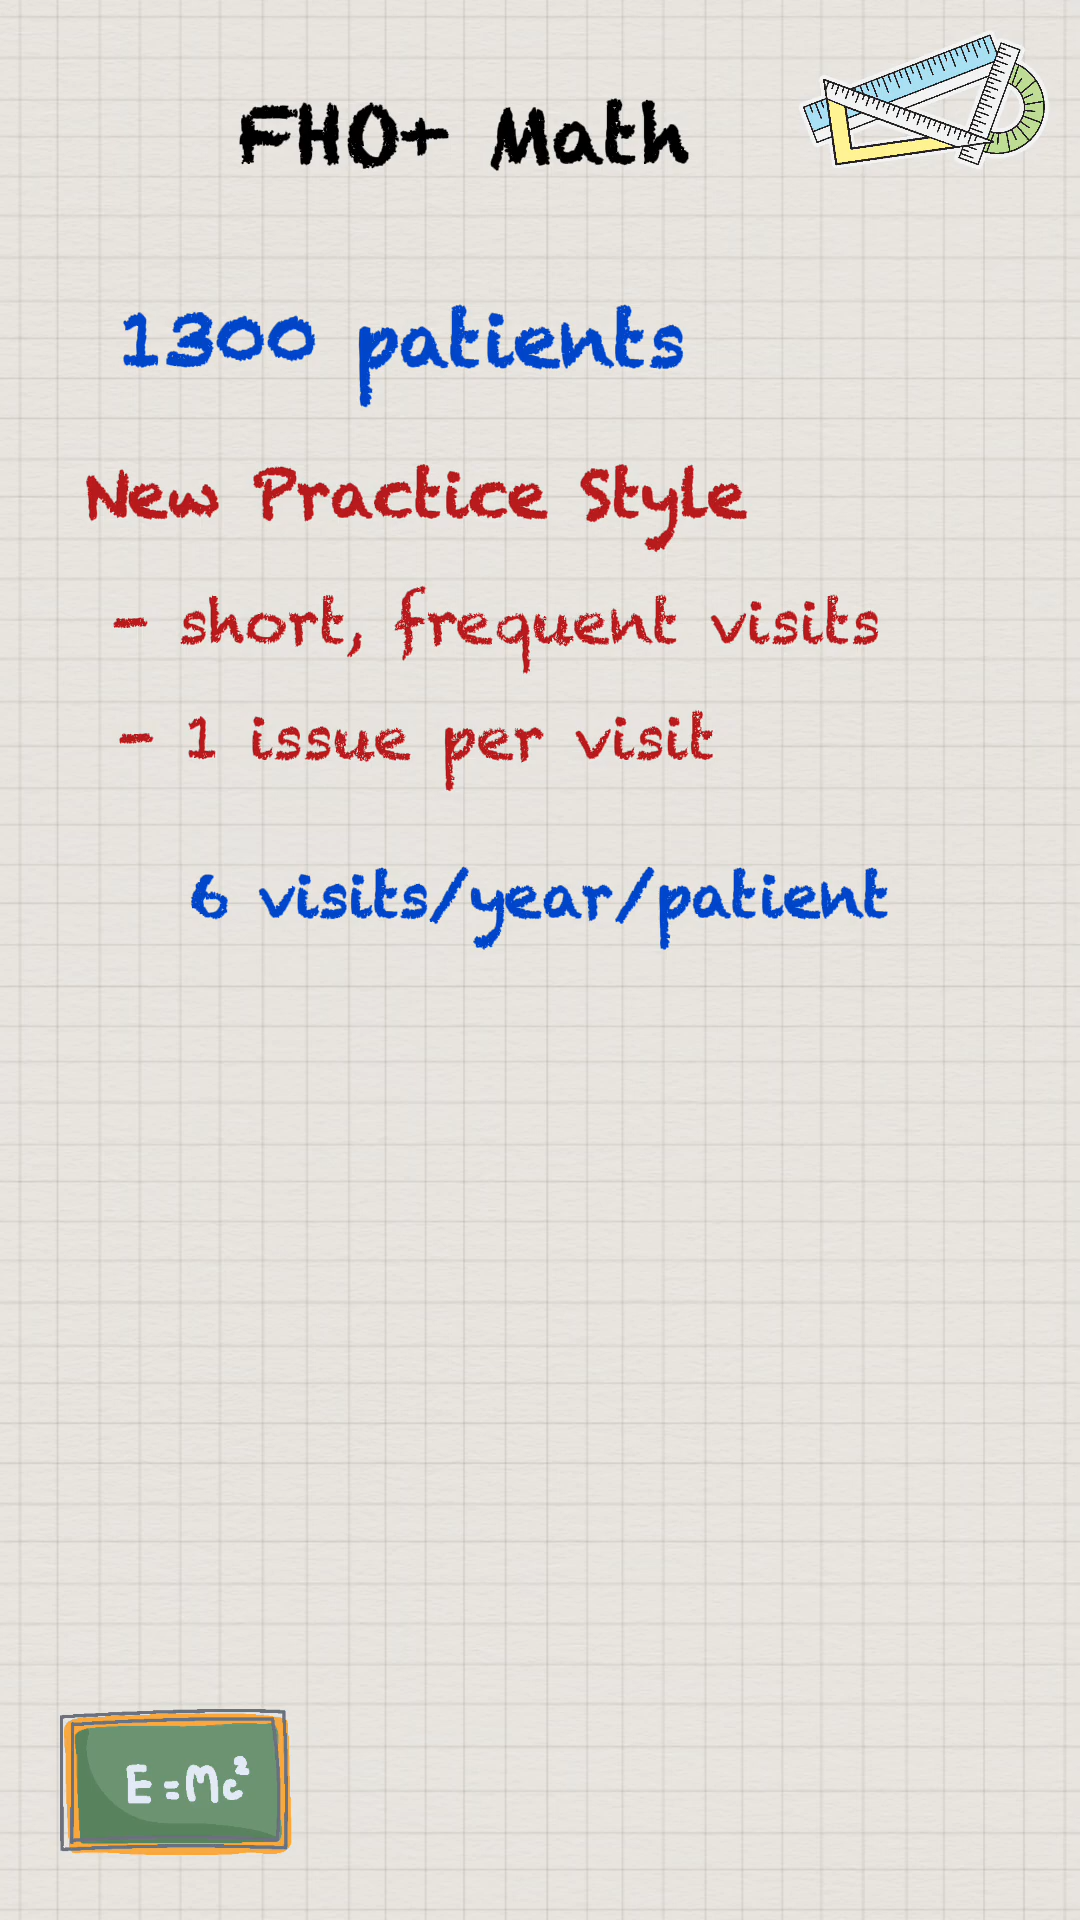 FHO+ Math
1300 patients
New Practice Style
- short, frequent visits
- 1 issue per visit
6 visits/year/patient
E=Mc²